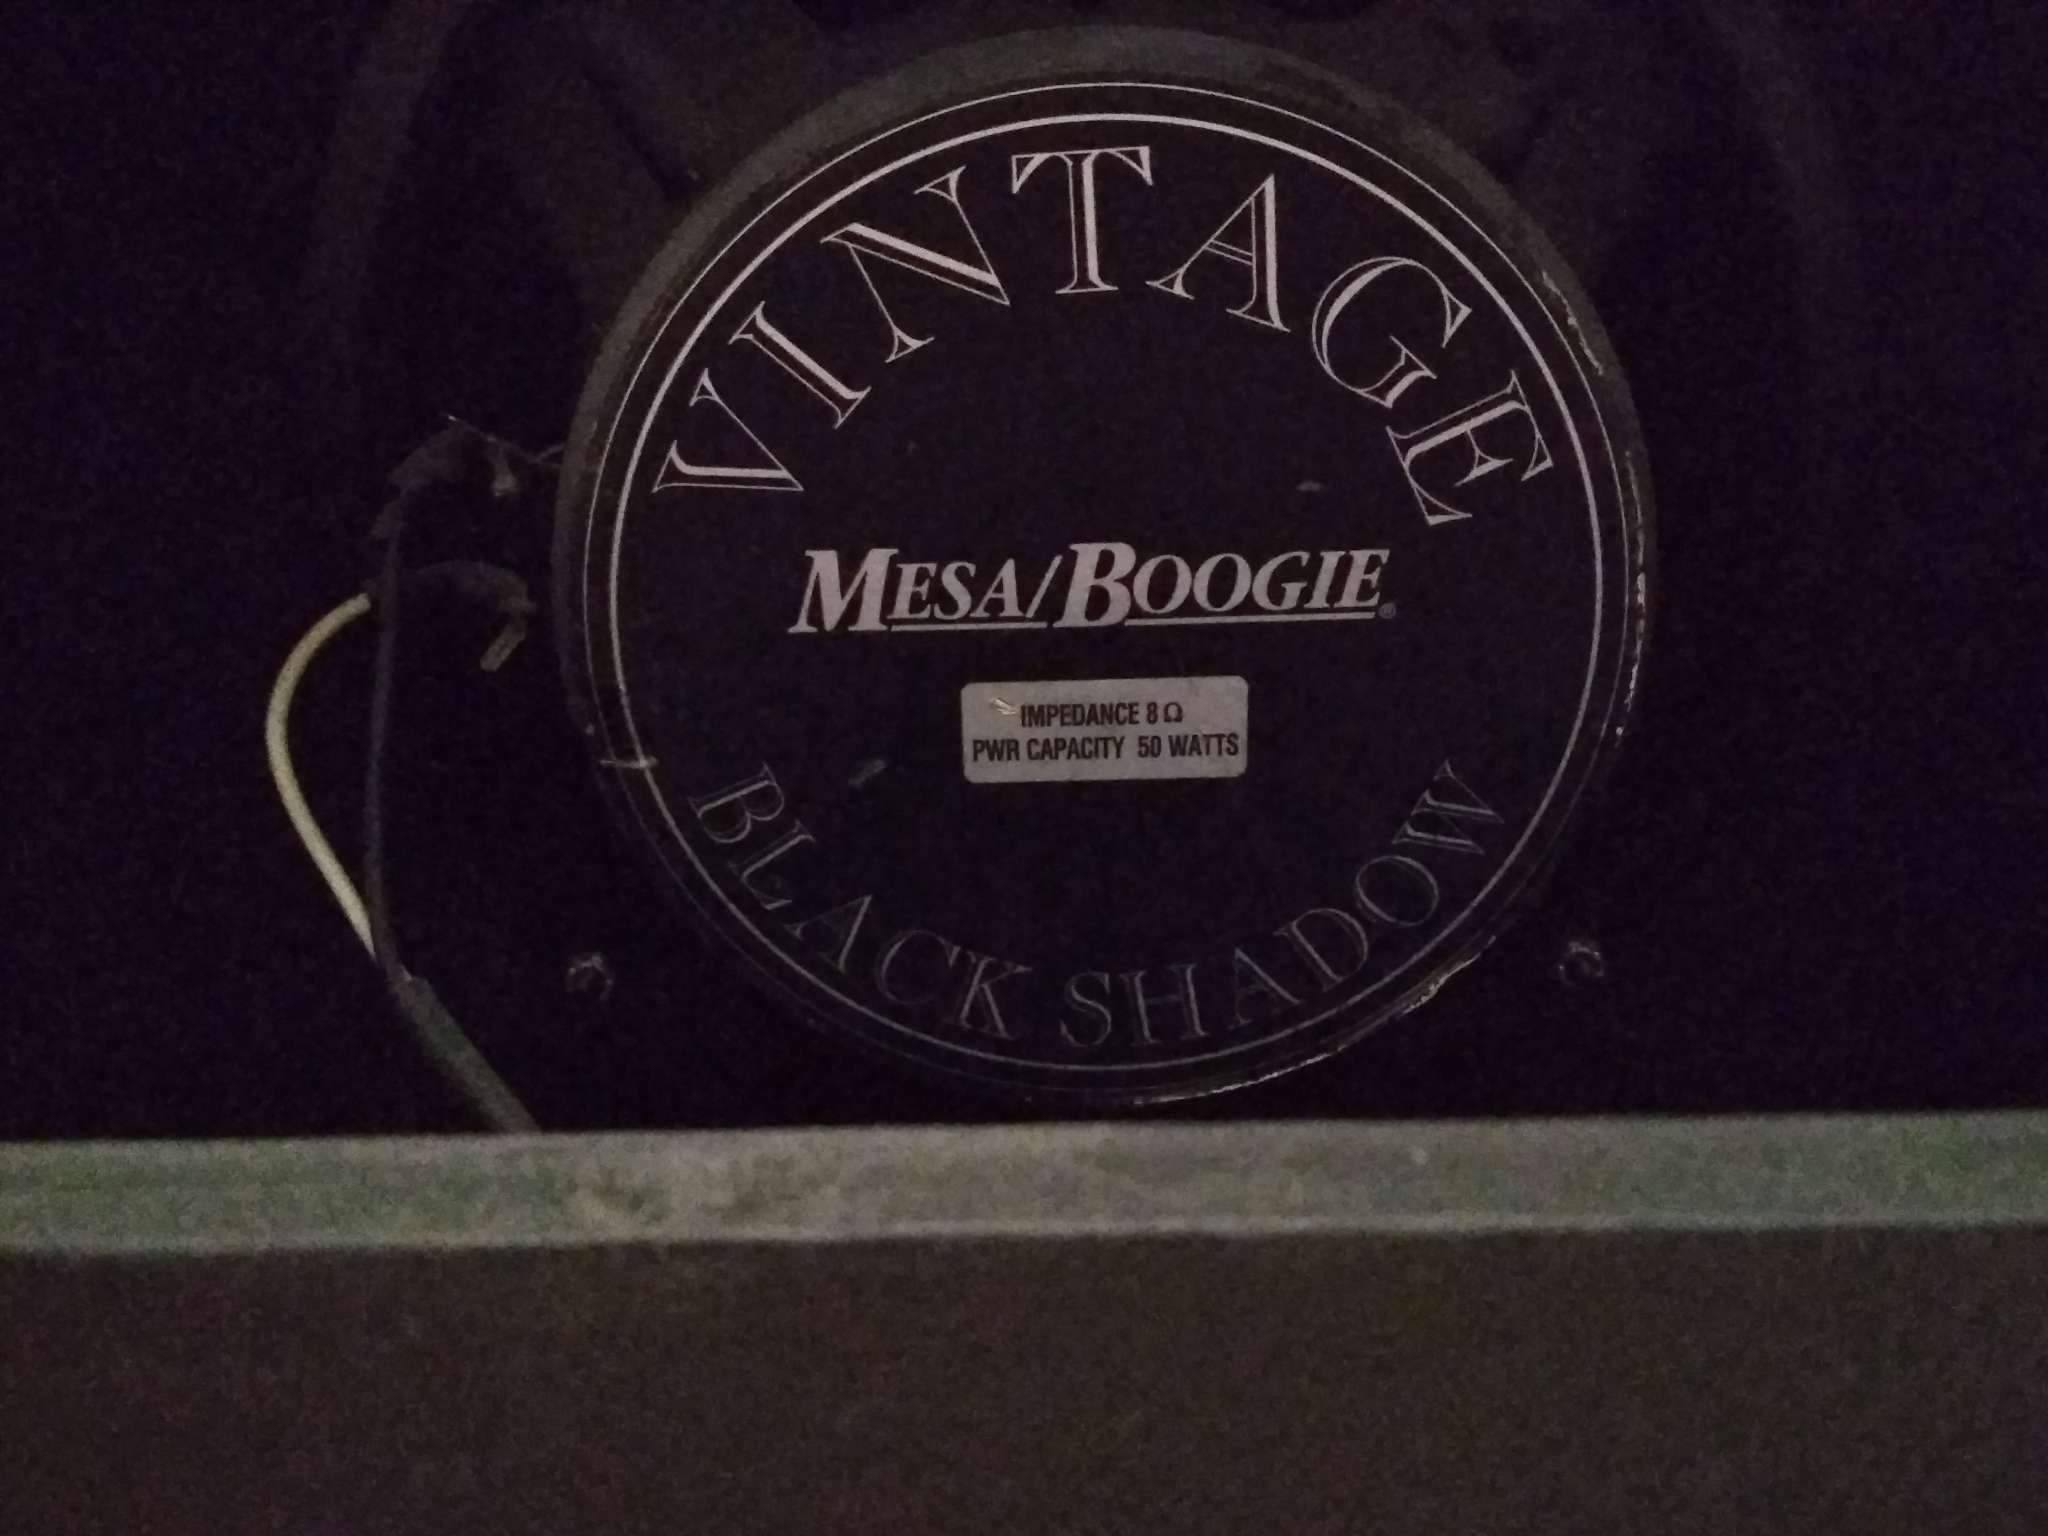 VINTAGE
MESA/BOOGIE®
IMPEDANCE 8 Ω
PWR CAPACITY 50 WATTS
BLACK SHADOW